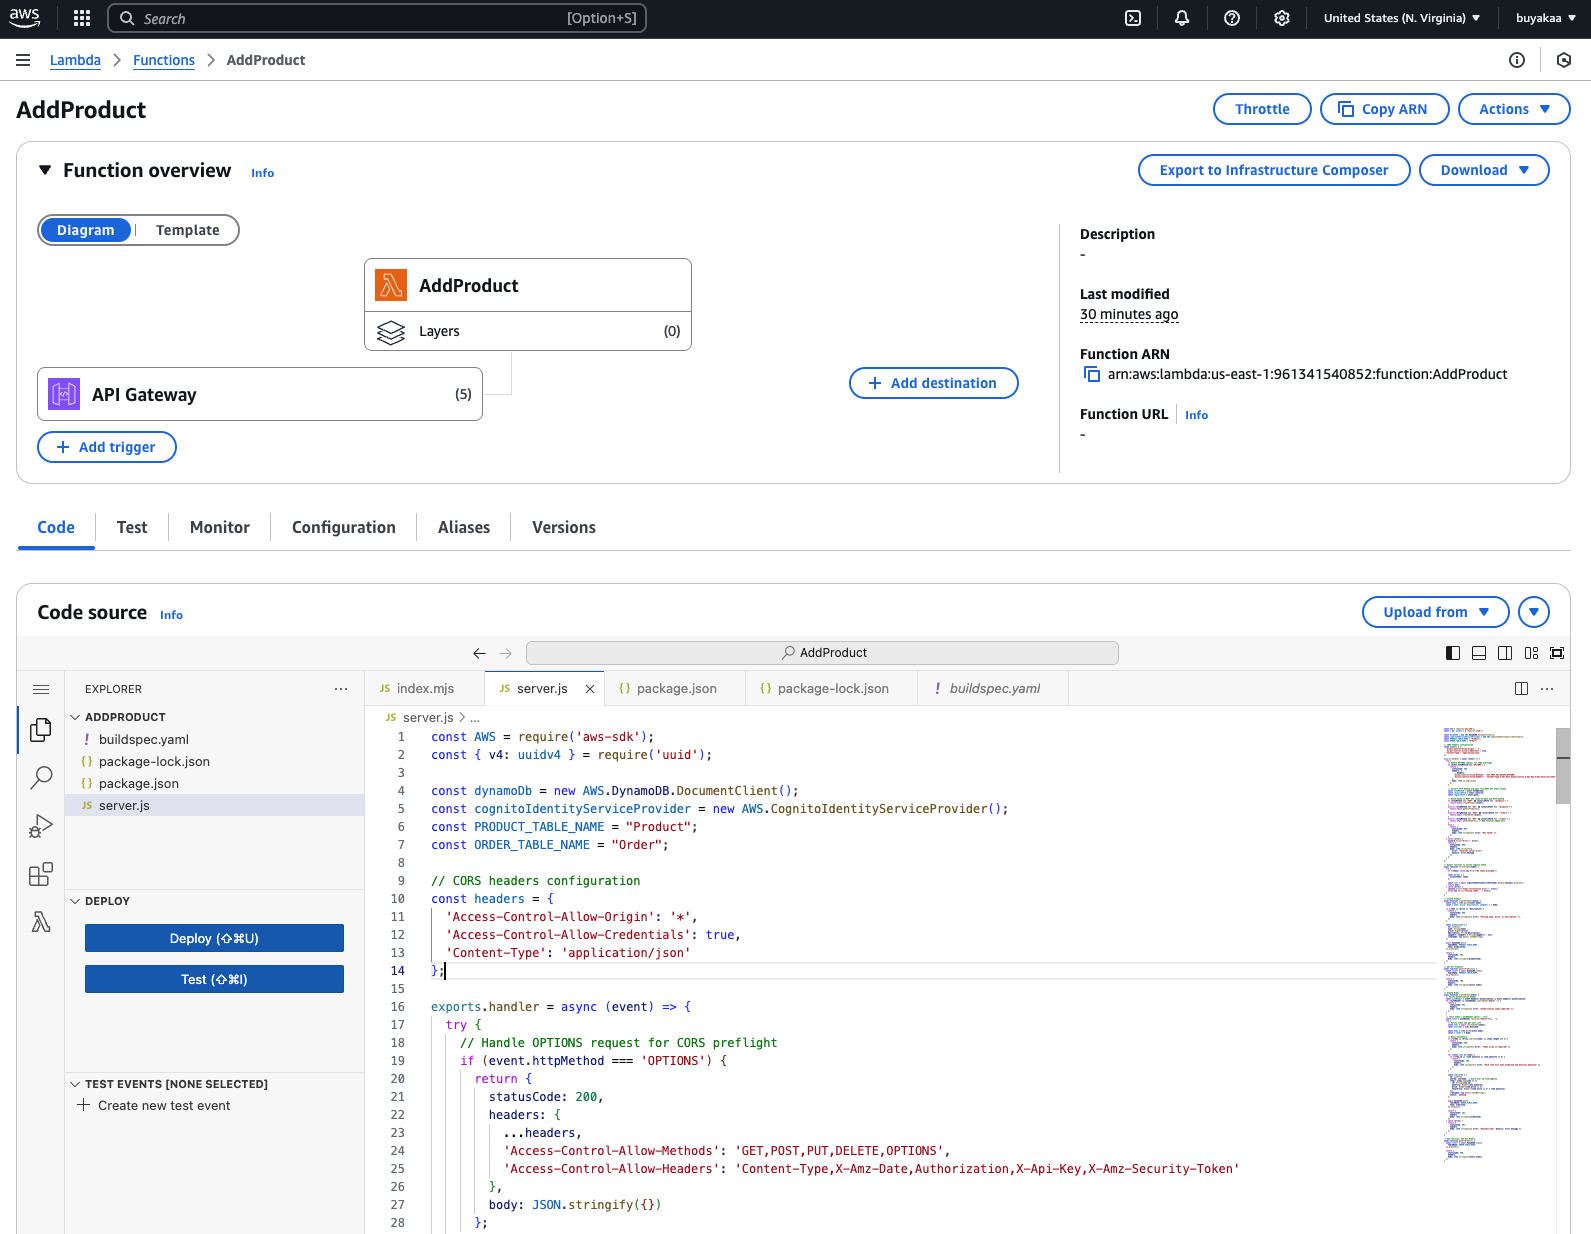 aws
Search
[Option+S]
United States (N. Virginia)
buyakaa
Lambda
Functions
AddProduct
AddProduct
Throttle
Copy ARN
Actions
Function overview
Info
Export to Infrastructure Composer
Download
Diagram
Template
AddProduct
Layers
(0)
API Gateway
(5)
Add destination
Add trigger
Description
-
Last modified
30 minutes ago
Function ARN
arn:aws:lambda:us-east-1:961341540852:function:AddProduct
Function URL
Info
-
Code
Test
Monitor
Configuration
Aliases
Versions
Code source
Info
Upload from
AddProduct
EXPLORER
ADDPRODUCT
! buildspec.yaml
{} package-lock.json
{} package.json
JS server.js
DEPLOY
Deploy (⇧⌘U)
Test (⇧⌘I)
TEST EVENTS [NONE SELECTED]
Create new test event
JS index.mjs
JS server.js
{} package.json
{} package-lock.json
! buildspec.yaml
JS server.js > ...
1 const AWS = require('aws-sdk');
2 const { v4: uuidv4 } = require('uuid');
3
4 const dynamoDb = new AWS.DynamoDB.DocumentClient();
5 const cognitoIdentityServiceProvider = new AWS.CognitoIdentityServiceProvider();
6 const PRODUCT_TABLE_NAME = "Product";
7 const ORDER_TABLE_NAME = "Order";
8
9 // CORS headers configuration
10 const headers = {
11 'Access-Control-Allow-Origin': '*',
12 'Access-Control-Allow-Credentials': true,
13 'Content-Type': 'application/json'
14 };
15
16 exports.handler = async (event) => {
17 try {
18 // Handle OPTIONS request for CORS preflight
19 if (event.httpMethod === 'OPTIONS') {
20 return {
21 statusCode: 200,
22 headers: {
23 ...headers,
24 'Access-Control-Allow-Methods': 'GET,POST,PUT,DELETE,OPTIONS',
25 'Access-Control-Allow-Headers': 'Content-Type,X-Amz-Date,Authorization,X-Api-Key,X-Amz-Security-Token'
26 },
27 body: JSON.stringify({})
28 };